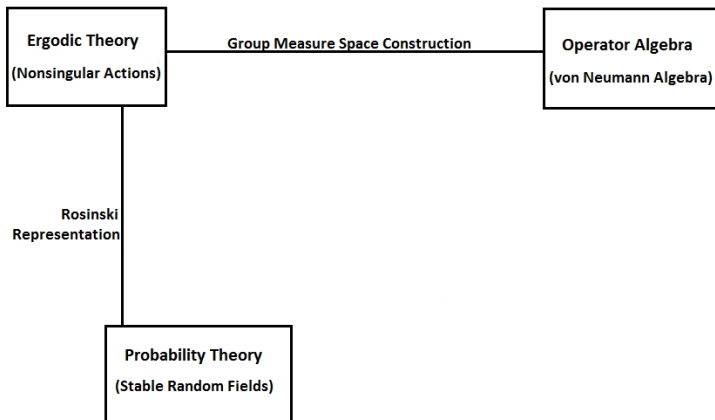 Ergodic Theory
(Nonsingular Actions)
Group Measure Space Construction
Operator Algebra
(von Neumann Algebra)
Rosinski
Representation
Probability Theory
(Stable Random Fields)